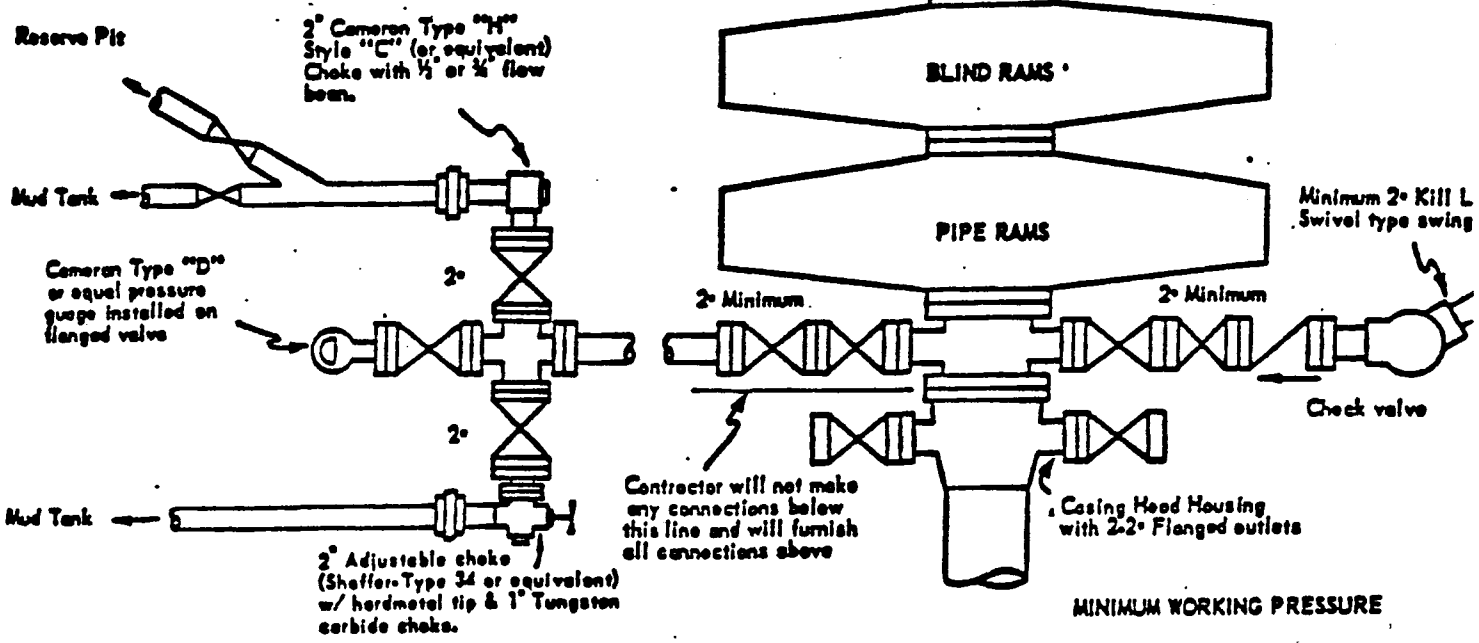 Reserve Pit
2" Cameron Type "H"
Style "C" (or equivalent)
Choke with ½" or ¾" flow
bean.
BLIND RAMS
Mud Tank
PIPE RAMS
Minimum 2" Kill L
Swivel type swing
Cameron Type "D"
or equal pressure
guage installed on
flanged valve
2"
2" Minimum
2" Minimum
Check valve
2"
Contractor will not make
any connections below
this line and will furnish
all connections above
Casing Head Housing
with 2-2" Flanged outlets
Mud Tank
2" Adjustable choke
(Shaffer-Type 34 or equivalent)
w/ hardmetal tip & 1" Tungsten
carbide choke.
MINIMUM WORKING PRESSURE